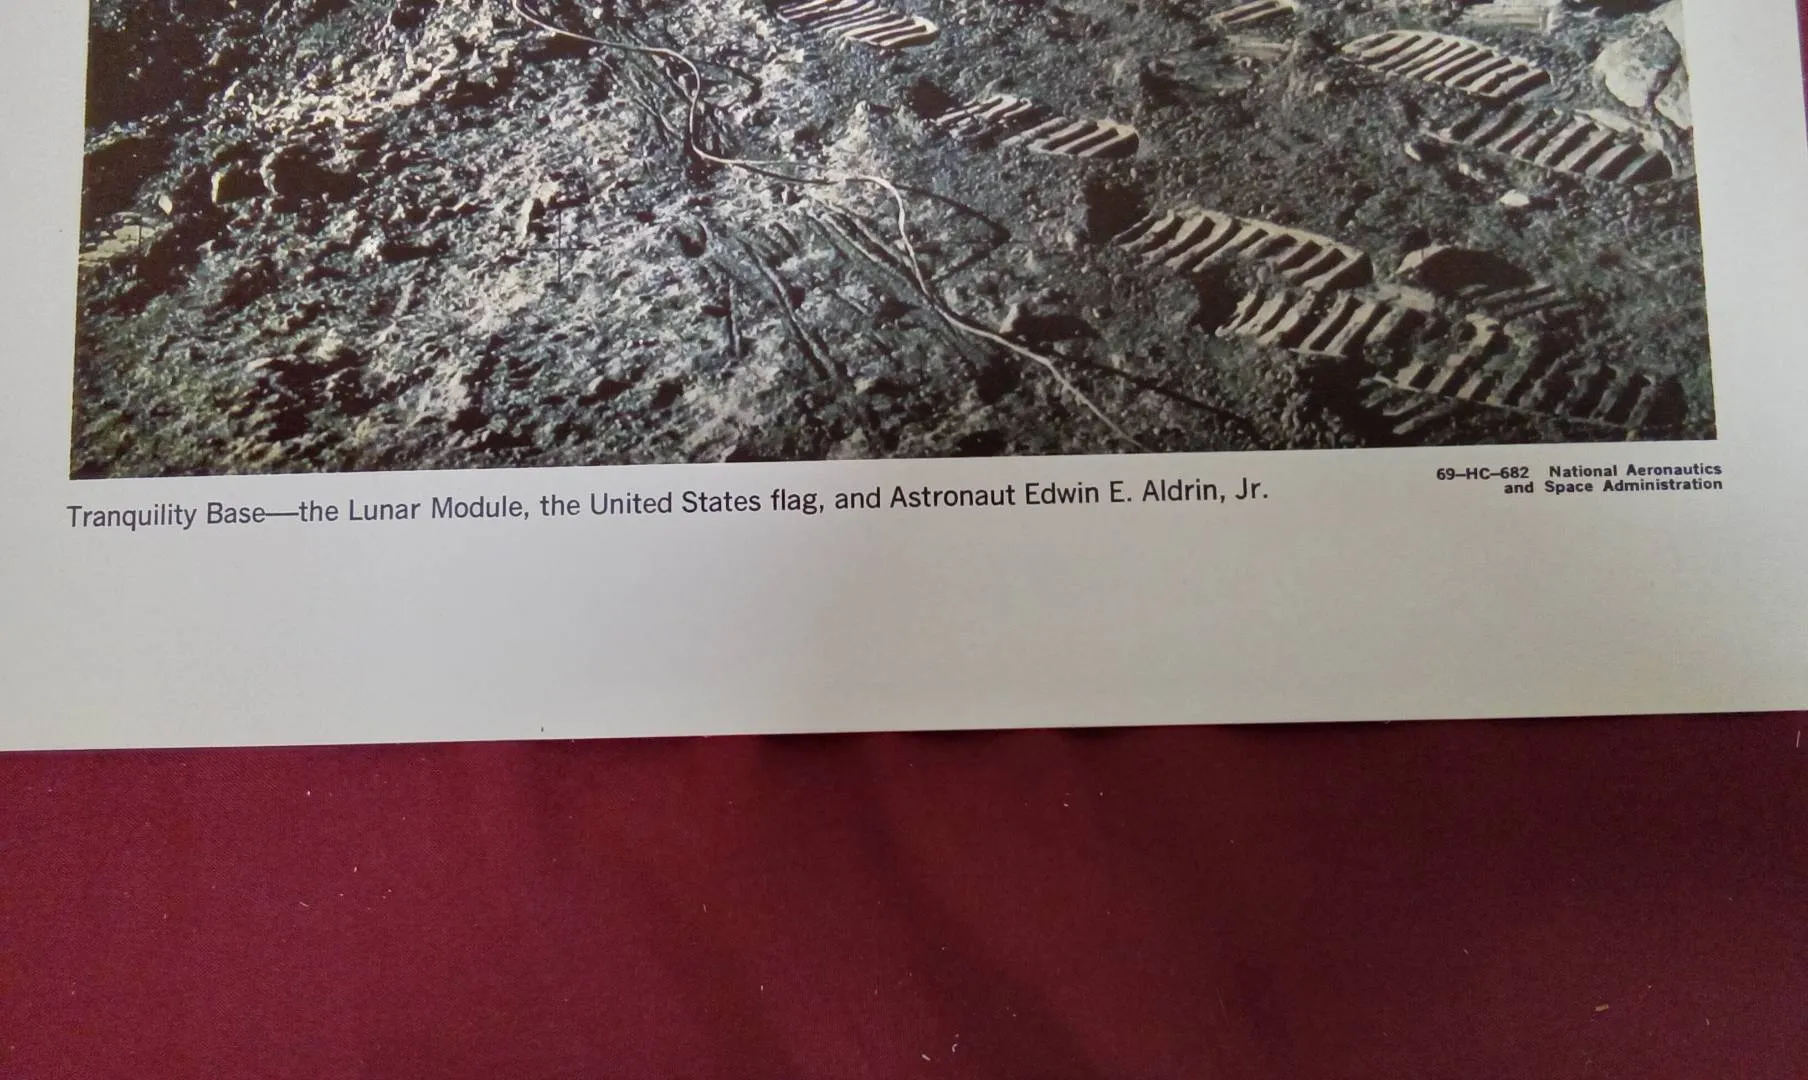 Tranquility Base—the Lunar Module, the United States flag, and Astronaut Edwin E. Aldrin, Jr.
69–HC–682 National Aeronautics
and Space Administration